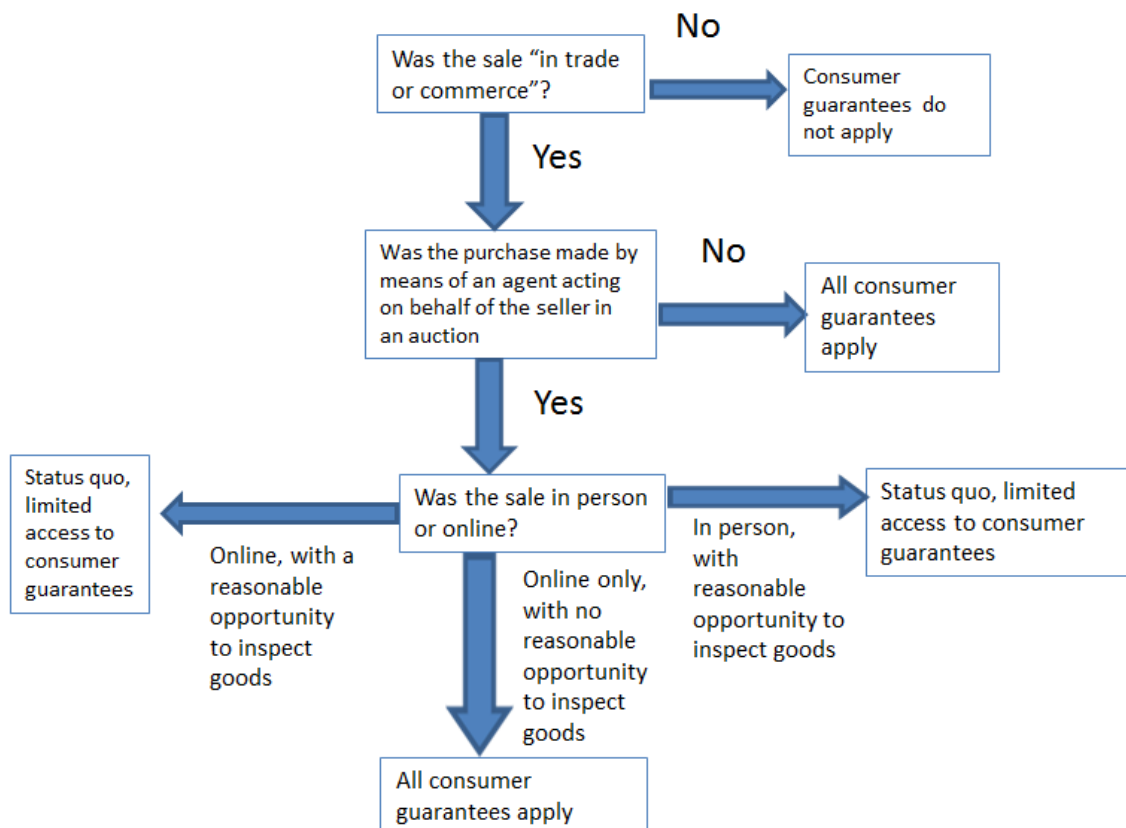 No
Was the sale “in trade
or commerce”?
Consumer
guarantees do
not apply
Yes
No
Was the purchase made by
means of an agent acting
on behalf of the seller in
an auction
All consumer
guarantees
apply
Yes
Status quo,
limited
access to
consumer
guarantees
Was the sale in person
or online?
Status quo, limited
access to consumer
guarantees
Online, with a
reasonable
opportunity
to inspect
goods
Online only,
with no
reasonable
opportunity
to inspect
goods
In person,
with
reasonable
opportunity to
inspect goods
All consumer
guarantees apply